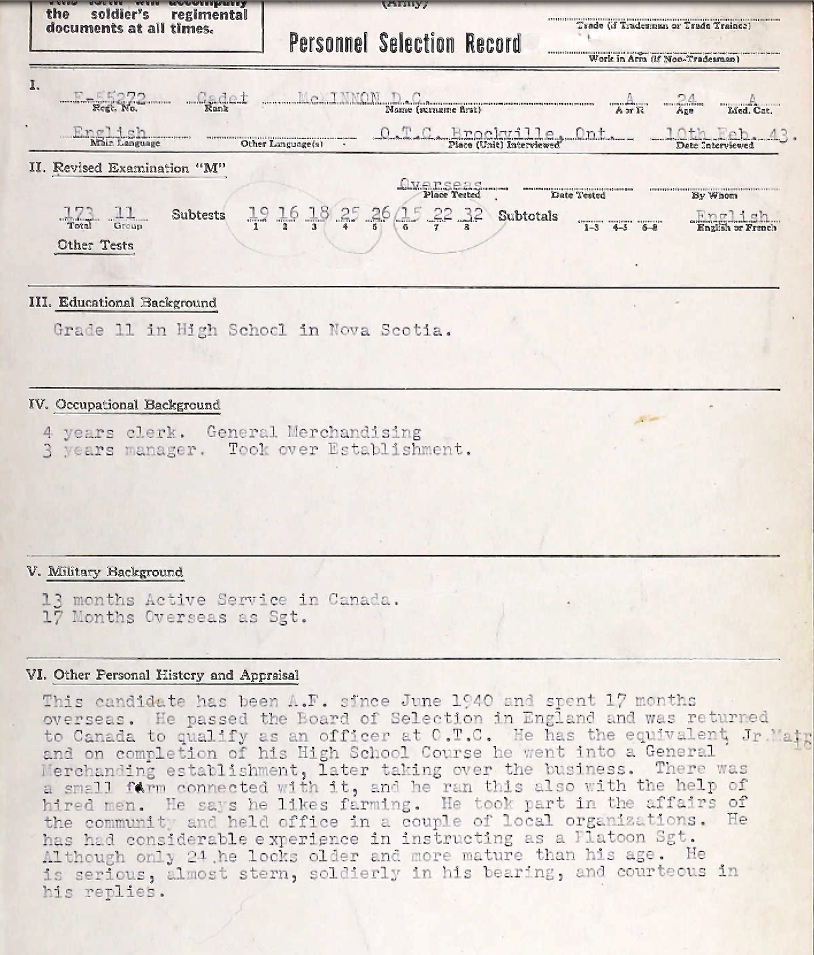 the soldier's regimental
documents at all times.
(Army)
Personnel Selection Record
Trade (if Tradesman or Trade Trainee)
Work in Arm (if Non-Tradesman)
I.
F-55272 Cadet McKINNON D.C. A 24 A
Regt. No. Rank Name (surname first) A or R Age Med. Cat.
English O.T.C. Brockville, Ont. 10th Feb. 43.
Main Language Other Language(s) Place (Unit) Interviewed Date Interviewed
II. Revised Examination "M"
Overseas
Place Tested Date Tested By Whom
173 11 Subtests 19 16 18 25 26 15 22 32 Subtotals English
Total Group 1 2 3 4 5 6 7 8 1-3 4-5 6-8 English or French
Other Tests
III. Educational Background
Grade 11 in High School in Nova Scotia.
IV. Occupational Background
4 years clerk. General Merchandising
3 years manager. Took over Establishment.
V. Military Background
13 months Active Service in Canada.
17 Months Overseas as Sgt.
VI. Other Personal History and Appraisal
This candidate has been A.F. since June 1940 and spent 17 months
overseas. He passed the Board of Selection in England and was returned
to Canada to qualify as an officer at O.T.C. He has the equivalent Jr.Matric
and on completion of his High School Course he went into a General
Merchanding establishment, later taking over the business. There was
a small farm connected with it, and he ran this also with the help of
hired men. He says he likes farming. He took part in the affairs of
the community and held office in a couple of local organizations. He
has had considerable experience in instructing as a Platoon Sgt.
Although only 24 he looks older and more mature than his age. He
is serious, almost stern, soldierly in his bearing, and courteous in
his replies.